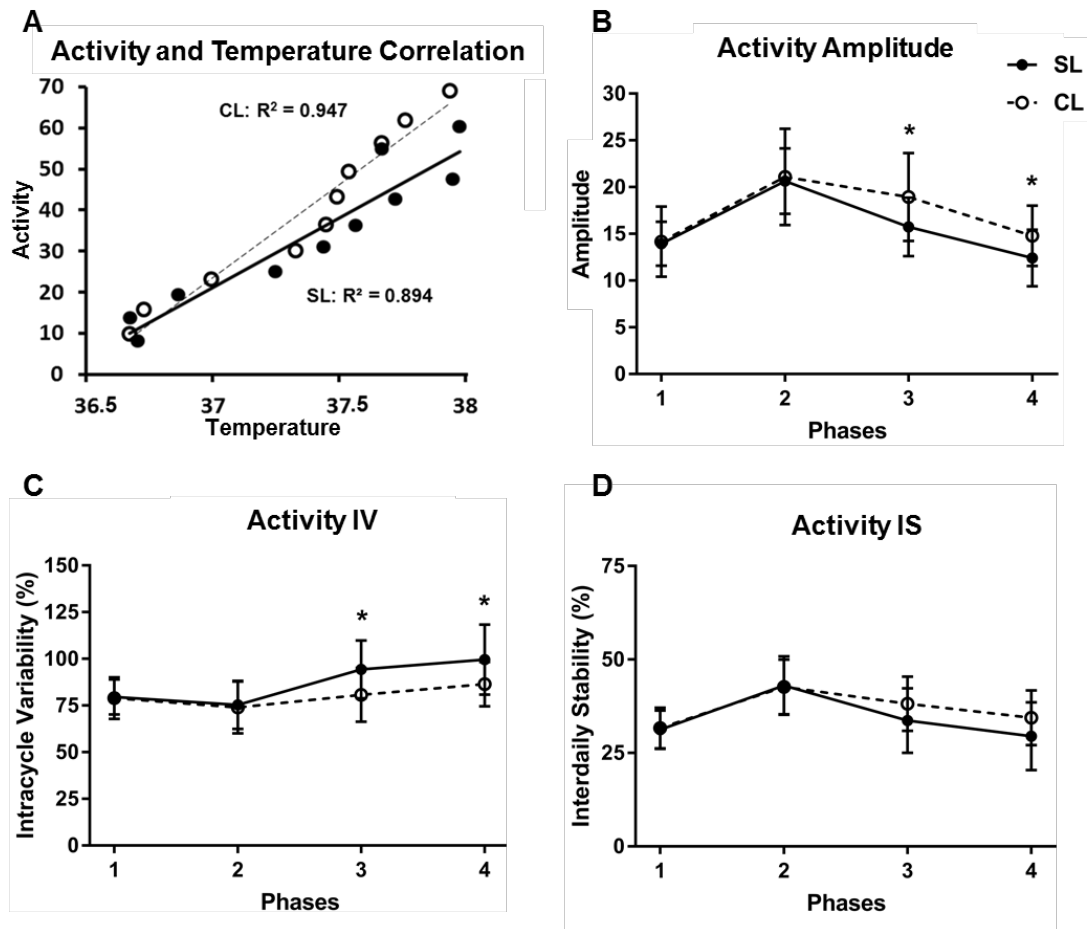 A
Activity and Temperature Correlation
70
60
50
40
30
20
10
0
Activity
CL: R² = 0.947
SL: R² = 0.894
36.5 37 37.5 38
Temperature
B
Activity Amplitude
SL
CL
30
25
20
15
10
5
0
Amplitude
* *
1 2 3 4
Phases
C
Activity IV
150
125
100
75
50
25
0
Intracycle Variability (%)
* *
1 2 3 4
Phases
D
Activity IS
75
50
25
0
Interdaily Stability (%)
1 2 3 4
Phases